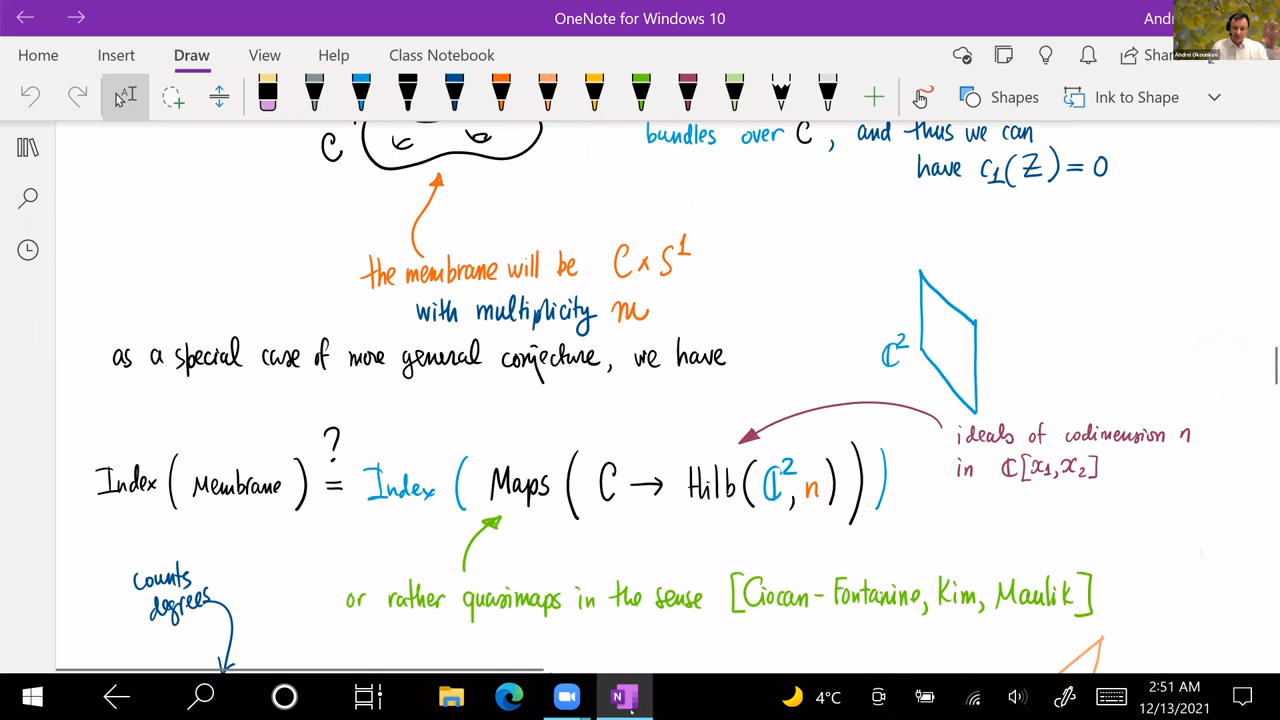 OneNote for Windows 10
Andr
Andrei Okounkov
Home Insert Draw View Help Class Notebook
Shapes
Ink to Shape
C
bundles over C, and thus we can
have c₁(Z) = 0
the membrane will be C × S¹
with multiplicity m
as a special case of more general conjecture, we have
ℂ²
ideals of codimension n
in ℂ[x₁,x₂]
Index ( Membrane ) ?= Index ( Maps ( C → Hilb(ℂ², n) ) )
counts
degrees
or rather quasimaps in the sense [Ciocan-Fontanine, Kim, Maulik]
4°C
2:51 AM
12/13/2021